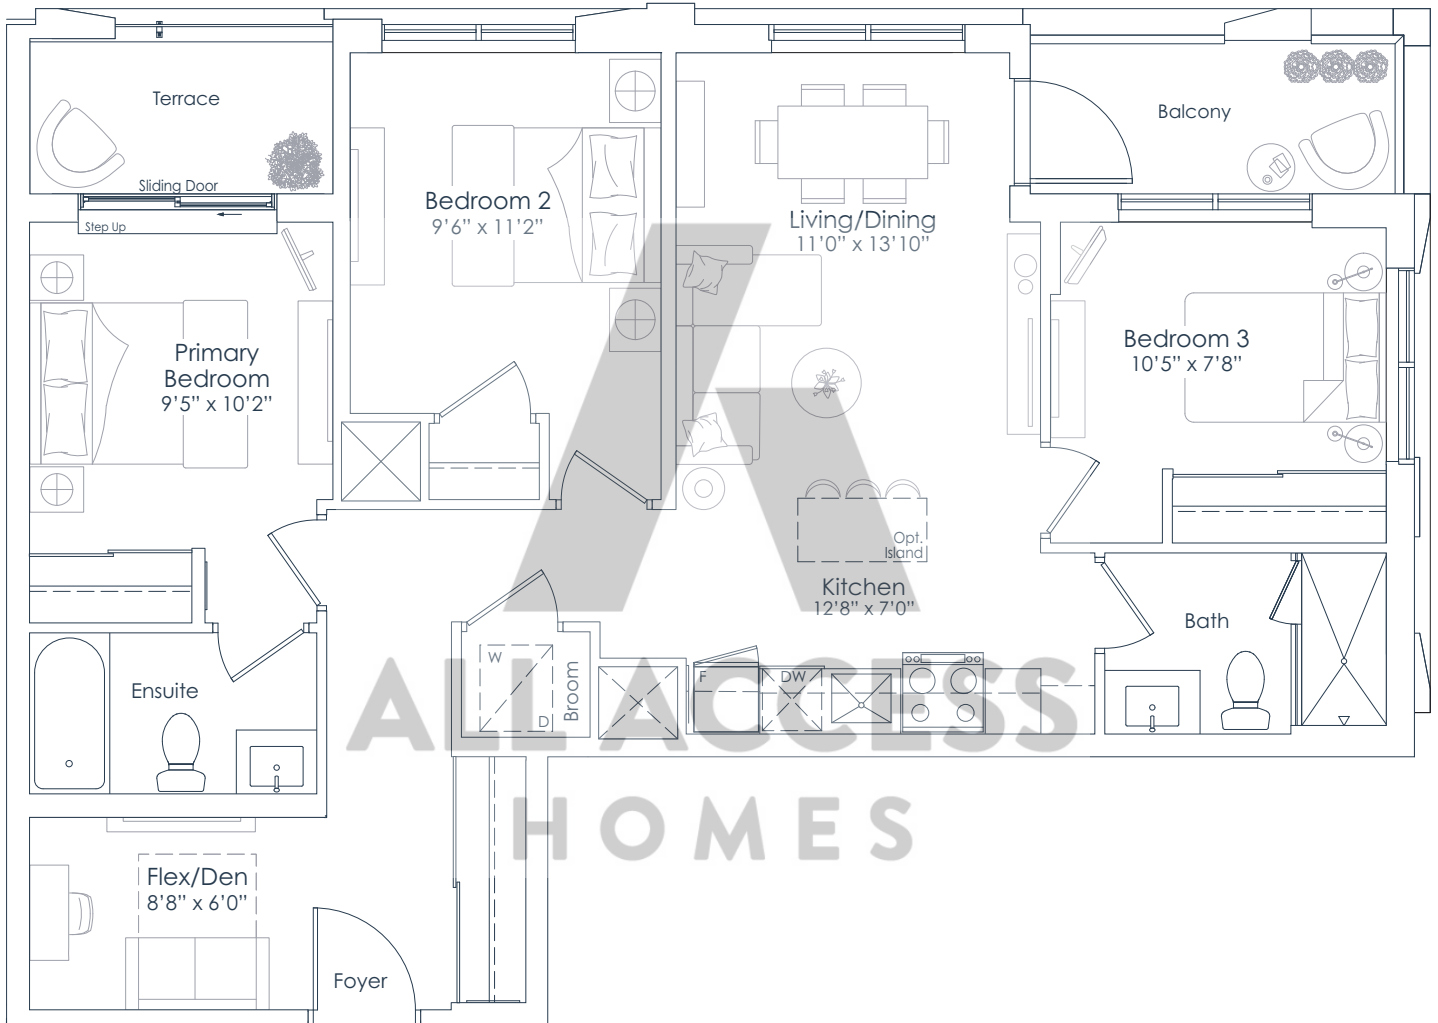 Terrace
Sliding Door
Step Up
Balcony
Bedroom 2
9'6” x 11'2”
Living/Dining
11'0” x 13'10”
Primary
Bedroom
9'5” x 10'2”
Bedroom 3
10'5” x 7'8”
Opt.
Island
Kitchen
12'8” x 7'0”
Bath
Ensuite
W
D
Broom
F
DW
ALL ACCESS
HOMES
Flex/Den
8'8” x 6'0”
Foyer